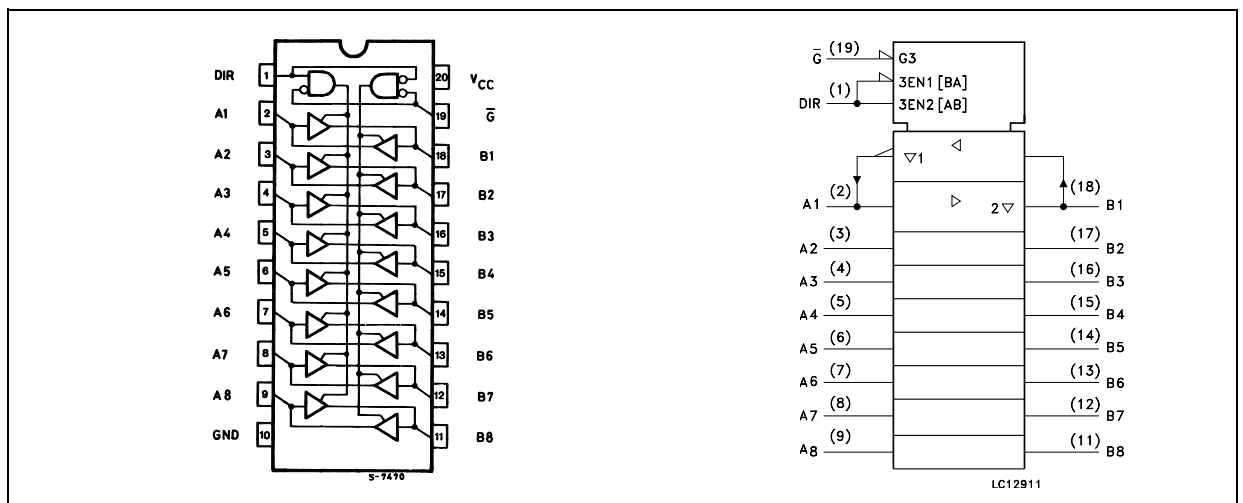 DIR 1 20 VCC
A1 2 19 G̅
A2 3 18 B1
A3 4 17 B2
A4 5 16 B3
A5 6 15 B4
A6 7 14 B5
A7 8 13 B6
A8 9 12 B7
GND 10 11 B8
S-7470
G̅ (19) G3
3EN1 [BA]
DIR (1) 3EN2 [AB]
▽1 ◁
A1 (2) ▷ 2▽ (18) B1
A2 (3) (17) B2
A3 (4) (16) B3
A4 (5) (15) B4
A5 (6) (14) B5
A6 (7) (13) B6
A7 (8) (12) B7
A8 (9) (11) B8
LC12911